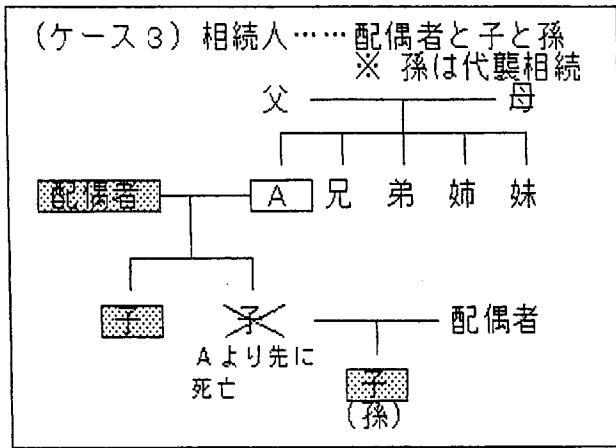 (ケース3) 相続人……配偶者と子と孫
※ 孫は代襲相続
父 母
配偶者 A 兄 弟 姉 妹
子 子 配偶者
Aより先に
死亡
子
(孫)